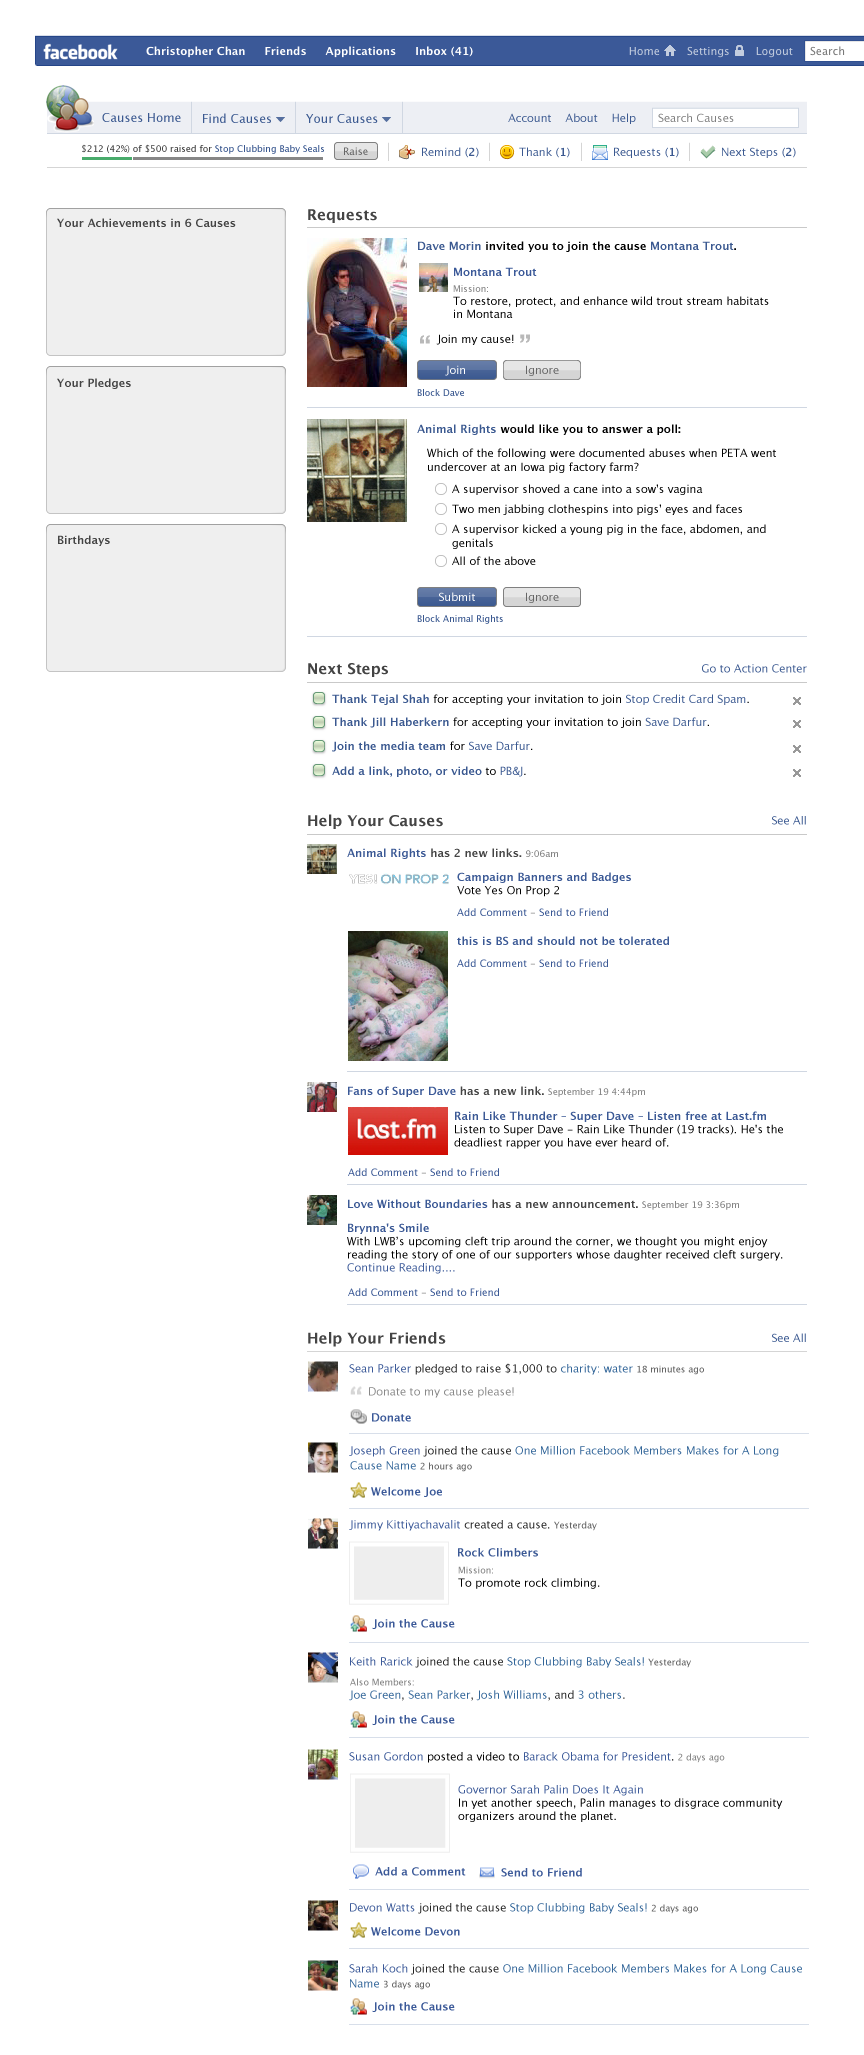 facebook Christopher Chan Friends Applications Inbox (41) Home Settings Logout Search
Causes Home Find Causes Your Causes Account About Help Search Causes
$212 (42%) of $500 raised for Stop Clubbing Baby Seals Raise Remind (2) Thank (1) Requests (1) Next Steps (2)
Your Achievements in 6 Causes
Your Pledges
Birthdays
Requests
Dave Morin invited you to join the cause Montana Trout.
Montana Trout
Mission:
To restore, protect, and enhance wild trout stream habitats
in Montana
“ Join my cause! ”
Join Ignore
Block Dave
Animal Rights would like you to answer a poll:
Which of the following were documented abuses when PETA went
undercover at an Iowa pig factory farm?
A supervisor shoved a cane into a sow's vagina
Two men jabbing clothespins into pigs' eyes and faces
A supervisor kicked a young pig in the face, abdomen, and
genitals
All of the above
Submit Ignore
Block Animal Rights
Next Steps Go to Action Center
Thank Tejal Shah for accepting your invitation to join Stop Credit Card Spam.
Thank Jill Haberkern for accepting your invitation to join Save Darfur.
Join the media team for Save Darfur.
Add a link, photo, or video to PB&J.
Help Your Causes See All
Animal Rights has 2 new links. 9:06am
YES! ON PROP 2
Campaign Banners and Badges
Vote Yes On Prop 2
Add Comment – Send to Friend
this is BS and should not be tolerated
Add Comment – Send to Friend
Fans of Super Dave has a new link. September 19 4:44pm
last.fm
Rain Like Thunder – Super Dave – Listen free at Last.fm
Listen to Super Dave – Rain Like Thunder (19 tracks). He's the
deadliest rapper you have ever heard of.
Add Comment – Send to Friend
Love Without Boundaries has a new announcement. September 19 3:36pm
Brynna's Smile
With LWB's upcoming cleft trip around the corner, we thought you might enjoy
reading the story of one of our supporters whose daughter received cleft surgery.
Continue Reading....
Add Comment – Send to Friend
Help Your Friends See All
Sean Parker pledged to raise $1,000 to charity: water 18 minutes ago
“ Donate to my cause please!
Donate
Joseph Green joined the cause One Million Facebook Members Makes for A Long
Cause Name 2 hours ago
Welcome Joe
Jimmy Kittiyachavalit created a cause. Yesterday
Rock Climbers
Mission:
To promote rock climbing.
Join the Cause
Keith Rarick joined the cause Stop Clubbing Baby Seals! Yesterday
Also Members:
Joe Green, Sean Parker, Josh Williams, and 3 others.
Join the Cause
Susan Gordon posted a video to Barack Obama for President. 2 days ago
Governor Sarah Palin Does It Again
In yet another speech, Palin manages to disgrace community
organizers around the planet.
Add a Comment Send to Friend
Devon Watts joined the cause Stop Clubbing Baby Seals! 2 days ago
Welcome Devon
Sarah Koch joined the cause One Million Facebook Members Makes for A Long Cause
Name 3 days ago
Join the Cause